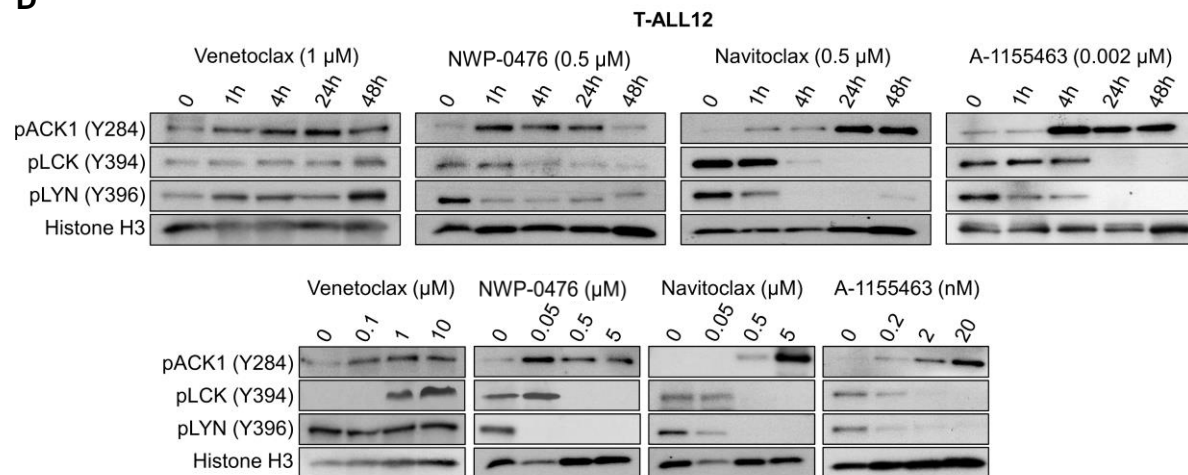 D
T-ALL12
Venetoclax (1 µM) NWP-0476 (0.5 µM) Navitoclax (0.5 µM) A-1155463 (0.002 µM)
0 1h 4h 24h 48h 0 1h 4h 24h 48h 0 1h 4h 24h 48h 0 1h 4h 24h 48h
pACK1 (Y284)
pLCK (Y394)
pLYN (Y396)
Histone H3
Venetoclax (µM) NWP-0476 (µM) Navitoclax (µM) A-1155463 (nM)
0 0.1 1 10 0 0.05 0.5 5 0 0.05 0.5 5 0 0.2 2 20
pACK1 (Y284)
pLCK (Y394)
pLYN (Y396)
Histone H3